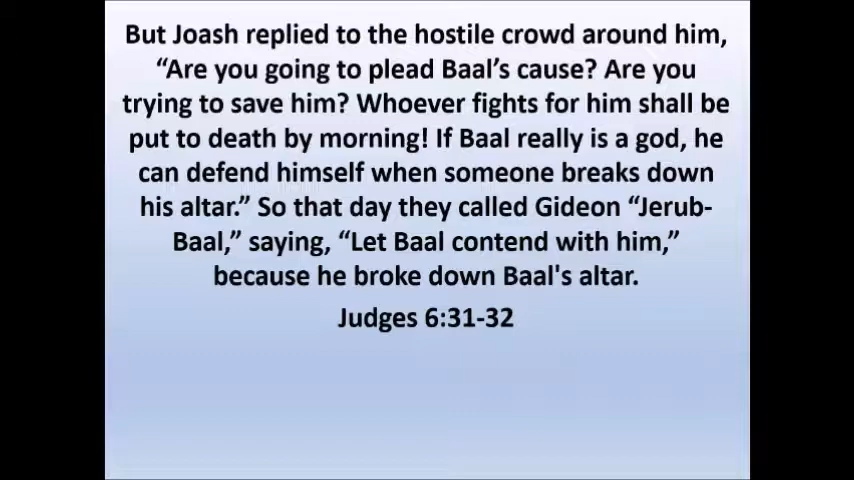 But Joash replied to the hostile crowd around him,
“Are you going to plead Baal’s cause? Are you
trying to save him? Whoever fights for him shall be
put to death by morning! If Baal really is a god, he
can defend himself when someone breaks down
his altar.” So that day they called Gideon “Jerub-
Baal,” saying, “Let Baal contend with him,”
because he broke down Baal's altar.
Judges 6:31-32